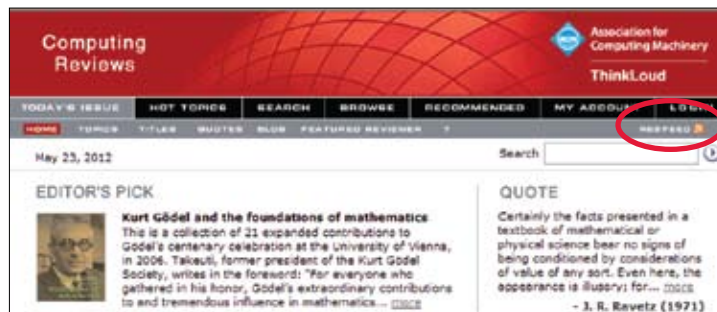 Computing
Reviews
Association for
Computing Machinery
ThinkLoud
TODAY'S ISSUE HOT TOPICS SEARCH BROWSE RECOMMENDED MY ACCOUNT LOGIN
HOME TOPICS TITLES QUOTES BLOG FEATURED REVIEWER ? RSS FEED
May 23, 2012
Search
EDITOR'S PICK
Kurt Gödel and the foundations of mathematics
This is a collection of 21 expanded contributions to
Gödel's centenary celebration at the University of Vienna,
in 2006. Takeuti, former president of the Kurt Gödel
Society, writes in the foreword: "For everyone who
gathered in his honor, Gödel's extraordinary contributions
to and tremendous influence in mathematics... more
QUOTE
Certainly the facts presented in a
textbook of mathematical or
physical science bear no signs of
being conditioned by considerations
of value of any sort. Even here, the
appearance is illusory; for... more
- J. R. Ravetz (1971)